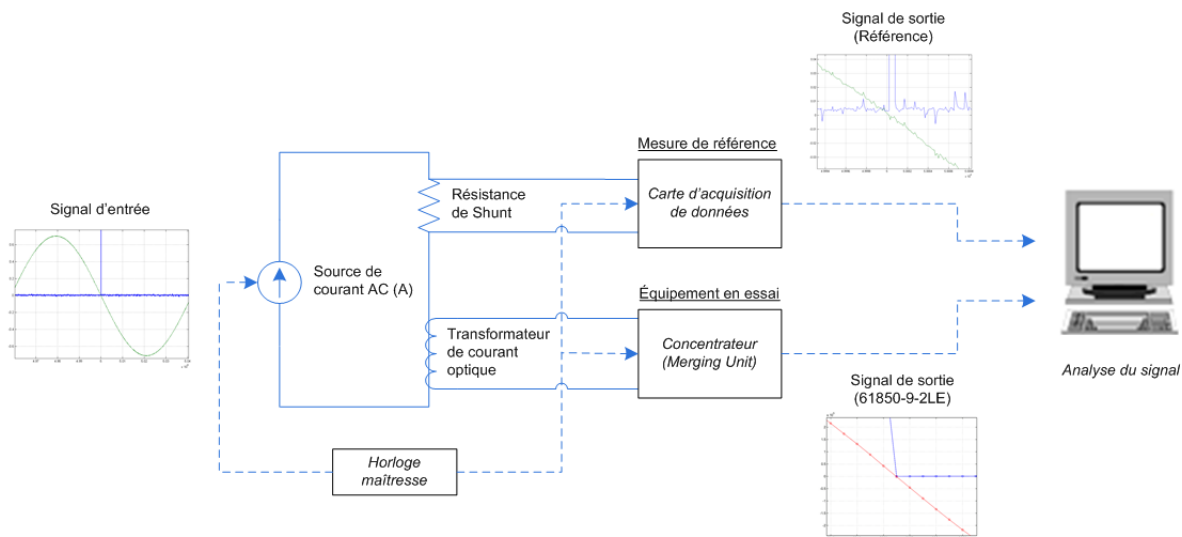 Signal de sortie
(Référence)
Mesure de référence
Carte d'acquisition
de données
Résistance
de Shunt
Signal d'entrée
Source de
courant AC (A)
Équipement en essai
Transformateur
de courant
optique
Concentrateur
(Merging Unit)
Analyse du signal
Signal de sortie
(61850-9-2LE)
Horloge
maîtresse